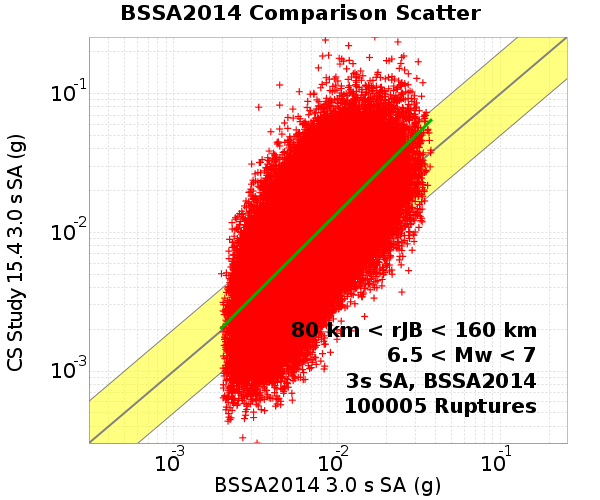 BSSA2014 Comparison Scatter
CS Study 15.4 3.0 s SA (g)
10^-1
10^-2
10^-3
80 km < rJB < 160 km
6.5 < Mw < 7
3s SA, BSSA2014
100005 Ruptures
10^-3 10^-2 10^-1
BSSA2014 3.0 s SA (g)